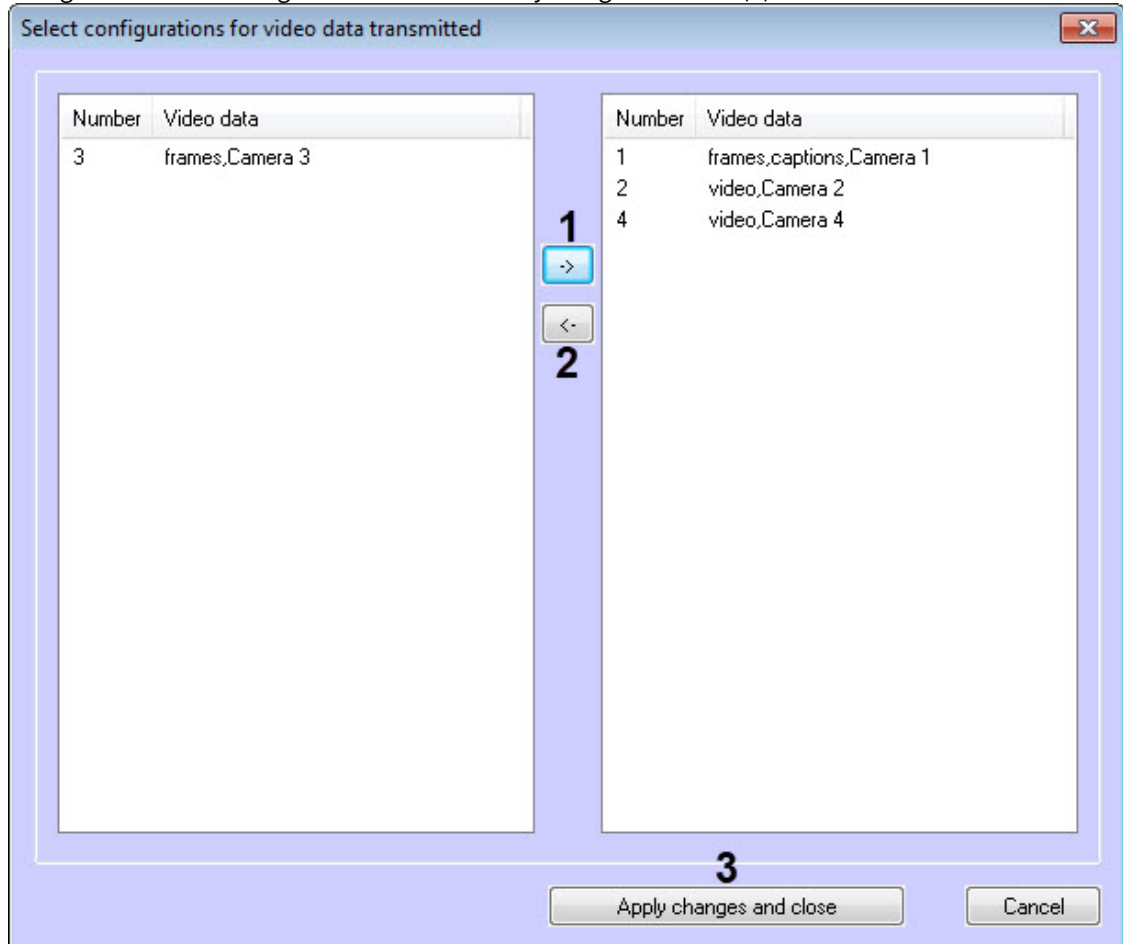 Select configurations for video data transmitted
Number Video data
3 frames,Camera 3
Number Video data
1 frames,captions,Camera 1
2 video,Camera 2
4 video,Camera 4
1
->
<-
2
3
Apply changes and close
Cancel